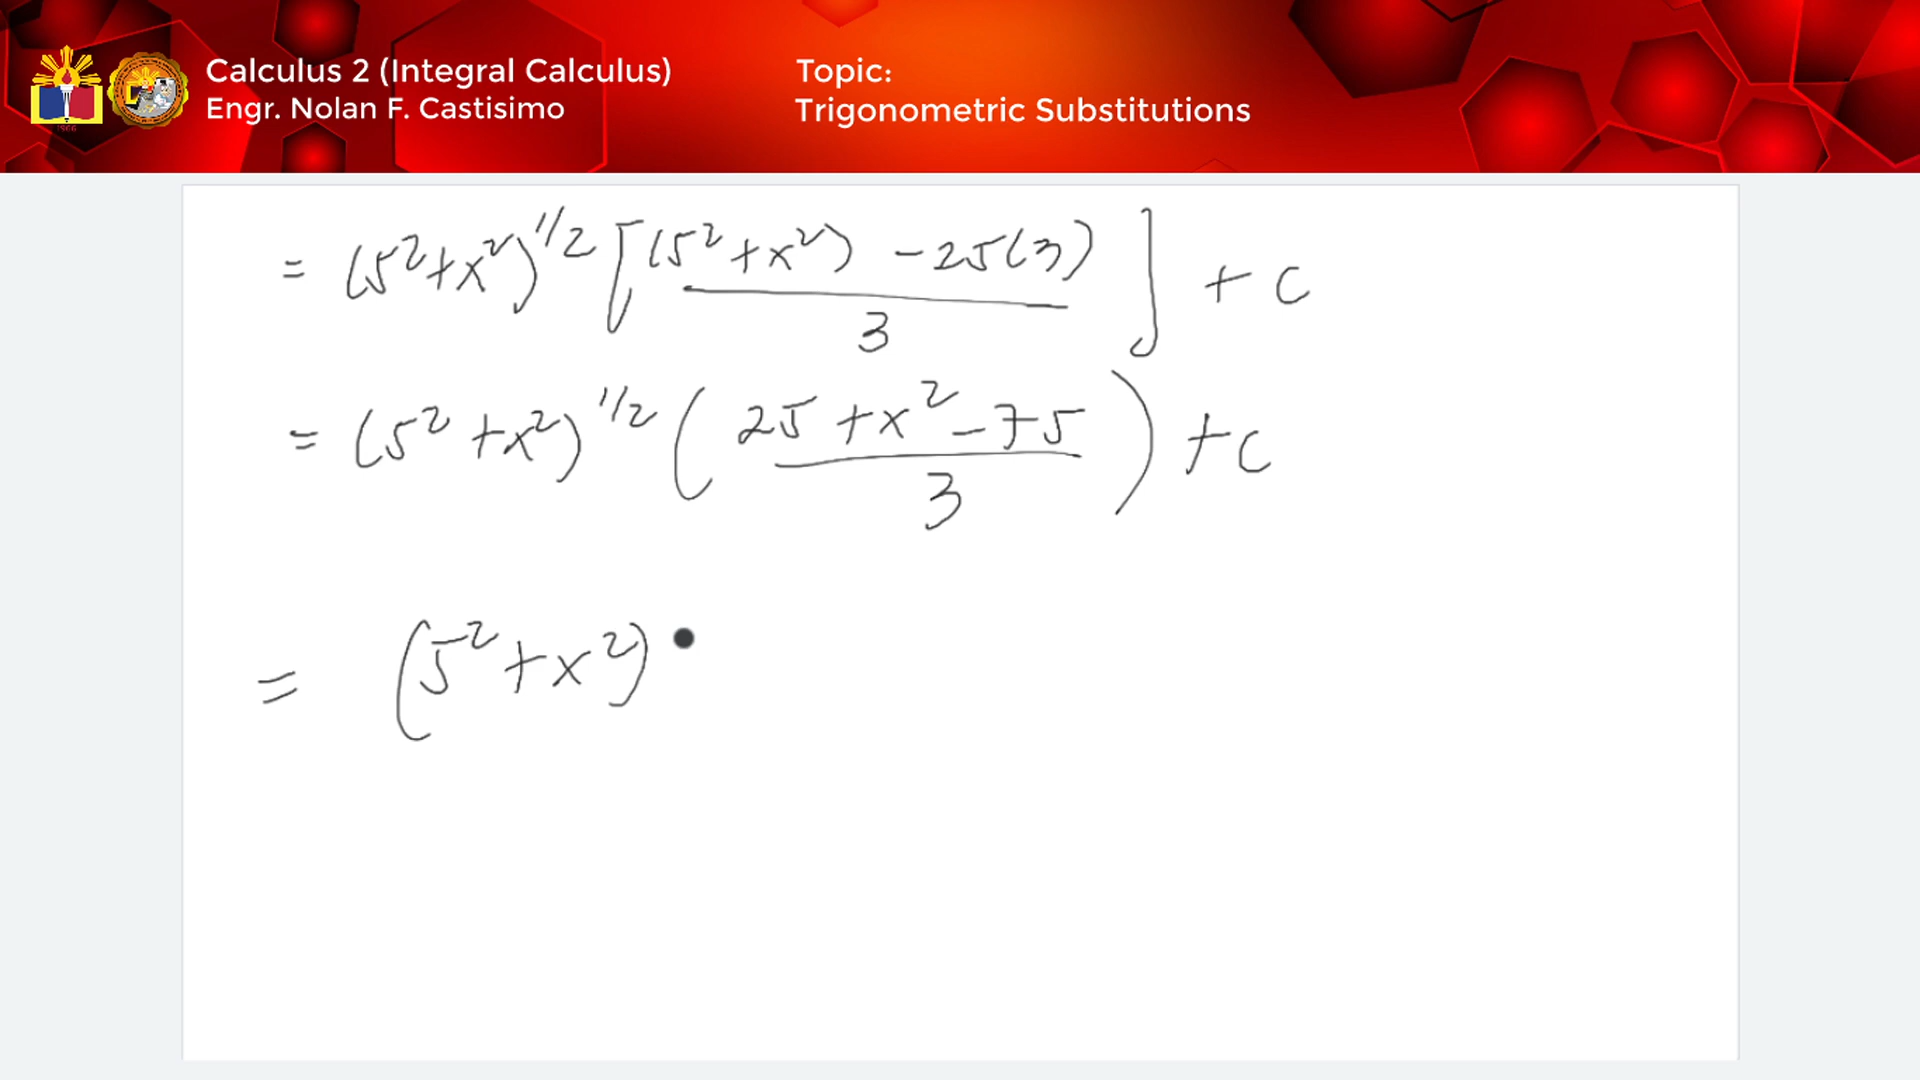 Calculus 2 (Integral Calculus)
Engr. Nolan F. Castisimo
Topic:
Trigonometric Substitutions
1966
= (5²+x²)^1/2 [(5²+x²) - 25(3) / 3] + c
= (5²+x²)^1/2 (25+x²-75 / 3) + c
= (5²+x²)